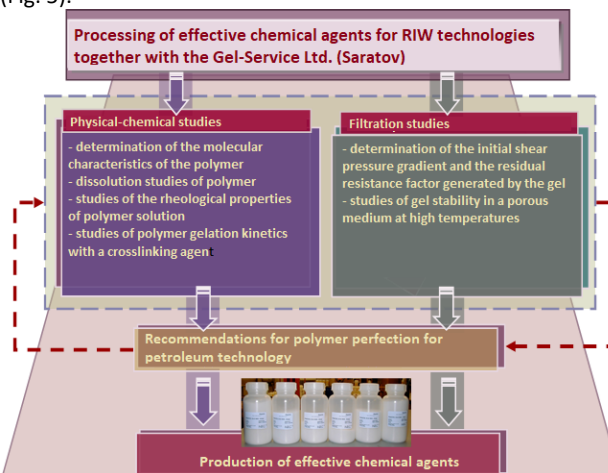 (Fig. 5).
Processing of effective chemical agents for RIW technologies
together with the Gel-Service Ltd. (Saratov)
Physical-chemical studies
- determination of the molecular
characteristics of the polymer
- dissolution studies of polymer
- studies of the rheological properties
of polymer solution
- studies of polymer gelation kinetics
with a crosslinking agent
Filtration studies
- determination of the initial shear
pressure gradient and the residual
resistance factor generated by the gel
- studies of gel stability in a porous
medium at high temperatures
Recommendations for polymer perfection for
petroleum technology
Production of effective chemical agents